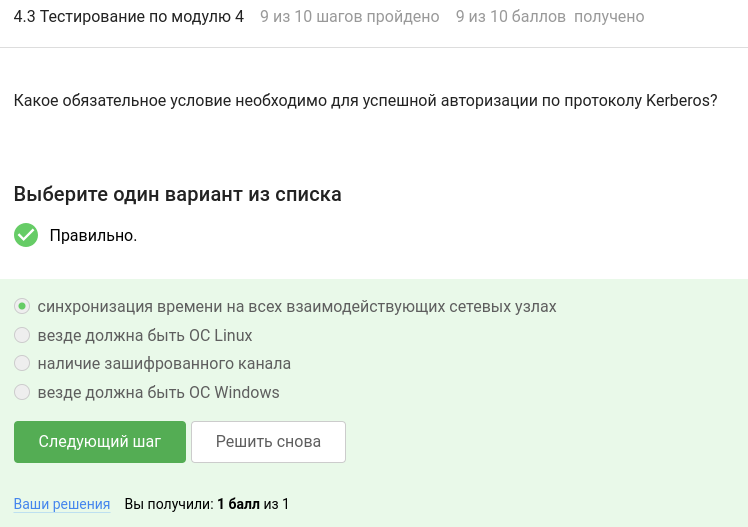 4.3 Тестирование по модулю 4 9 из 10 шагов пройдено 9 из 10 баллов получено
Какое обязательное условие необходимо для успешной авторизации по протоколу Kerberos?
Выберите один вариант из списка
Правильно.
синхронизация времени на всех взаимодействующих сетевых узлах
везде должна быть ОС Linux
наличие зашифрованного канала
везде должна быть ОС Windows
Следующий шаг Решить снова
Ваши решения Вы получили: 1 балл из 1